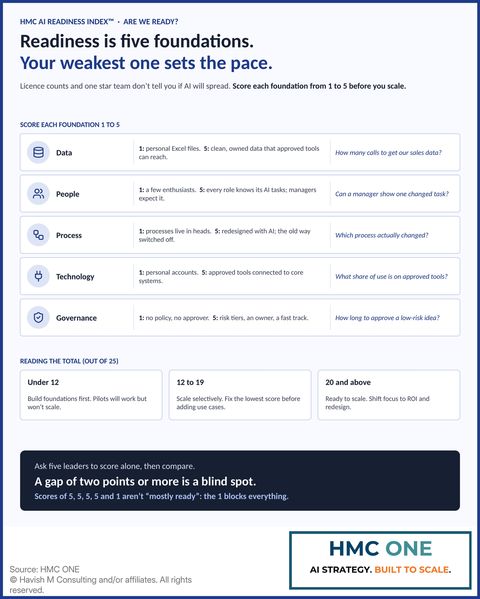 HMC AI READINESS INDEX™ · ARE WE READY?
Readiness is five foundations.
Your weakest one sets the pace.
Licence counts and one star team don't tell you if AI will spread. Score each foundation from 1 to 5 before you scale.
SCORE EACH FOUNDATION 1 TO 5
Data
1: personal Excel files. 5: clean, owned data that approved tools
can reach.
How many calls to get our sales data?
People
1: a few enthusiasts. 5: every role knows its AI tasks; managers
expect it.
Can a manager show one changed task?
Process
1: processes live in heads. 5: redesigned with AI; the old way
switched off.
Which process actually changed?
Technology
1: personal accounts. 5: approved tools connected to core
systems.
What share of use is on approved tools?
Governance
1: no policy, no approver. 5: risk tiers, an owner, a fast track.
How long to approve a low-risk idea?
READING THE TOTAL (OUT OF 25)
Under 12
Build foundations first. Pilots will work but
won't scale.
12 to 19
Scale selectively. Fix the lowest score before
adding use cases.
20 and above
Ready to scale. Shift focus to ROI and
redesign.
Ask five leaders to score alone, then compare.
A gap of two points or more is a blind spot.
Scores of 5, 5, 5, 5 and 1 aren't "mostly ready": the 1 blocks everything.
HMC ONE
AI STRATEGY. BUILT TO SCALE.
Source: HMC ONE
© Havish M Consulting and/or affiliates. All rights
reserved.